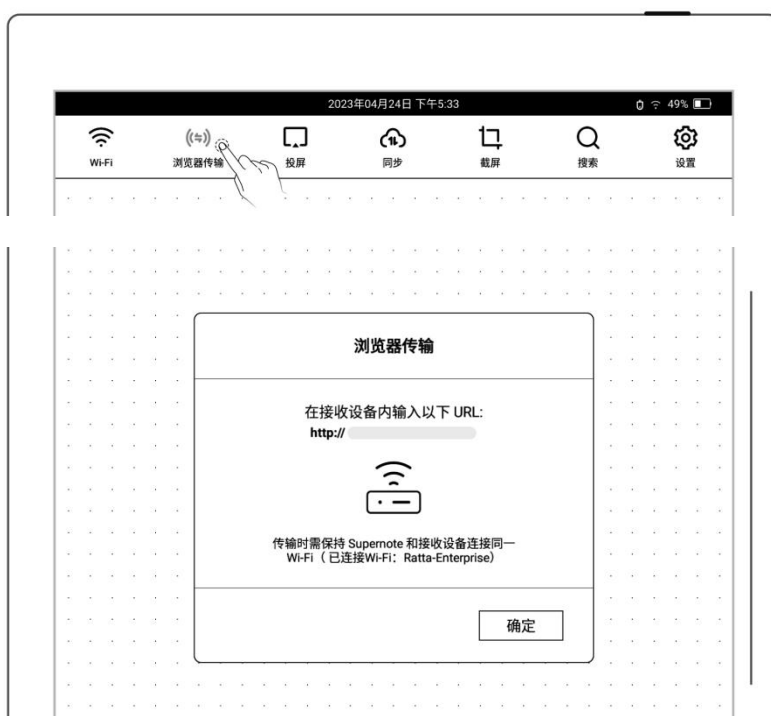 2023年04月24日 下午5:33 49%
Wi-Fi 浏览器传输 投屏 同步 截屏 搜索 设置
浏览器传输
在接收设备内输入以下 URL:
http://
传输时需保持 Supernote 和接收设备连接同一
Wi-Fi（ 已连接Wi-Fi：Ratta-Enterprise）
确定